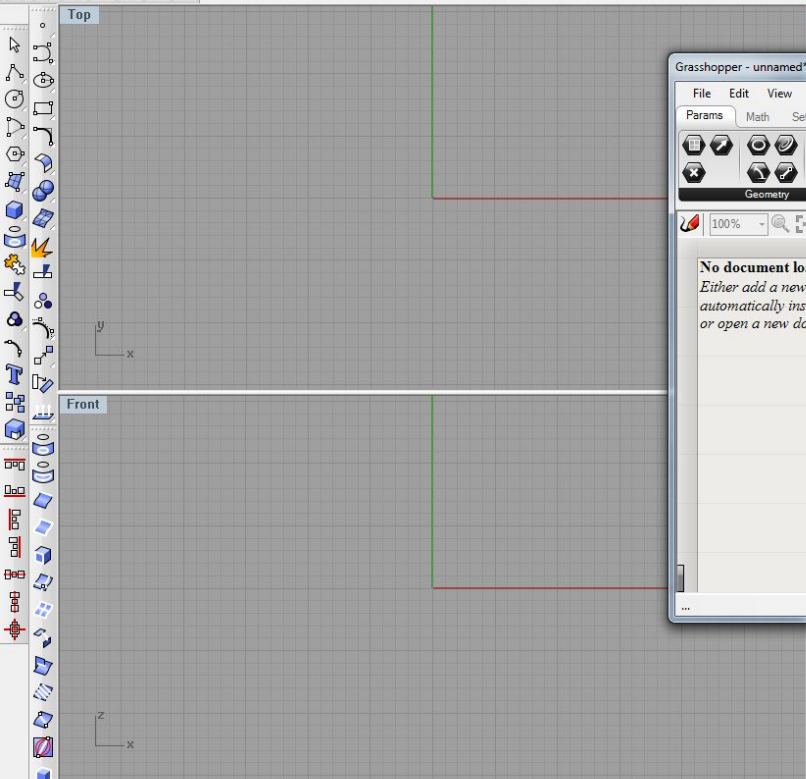 Top
y
x
Front
z
x
Grasshopper - unnamed*
File Edit View
Params Math Se
Geometry
100%
No document lo
Either add a new
automatically ins
or open a new do
...
T